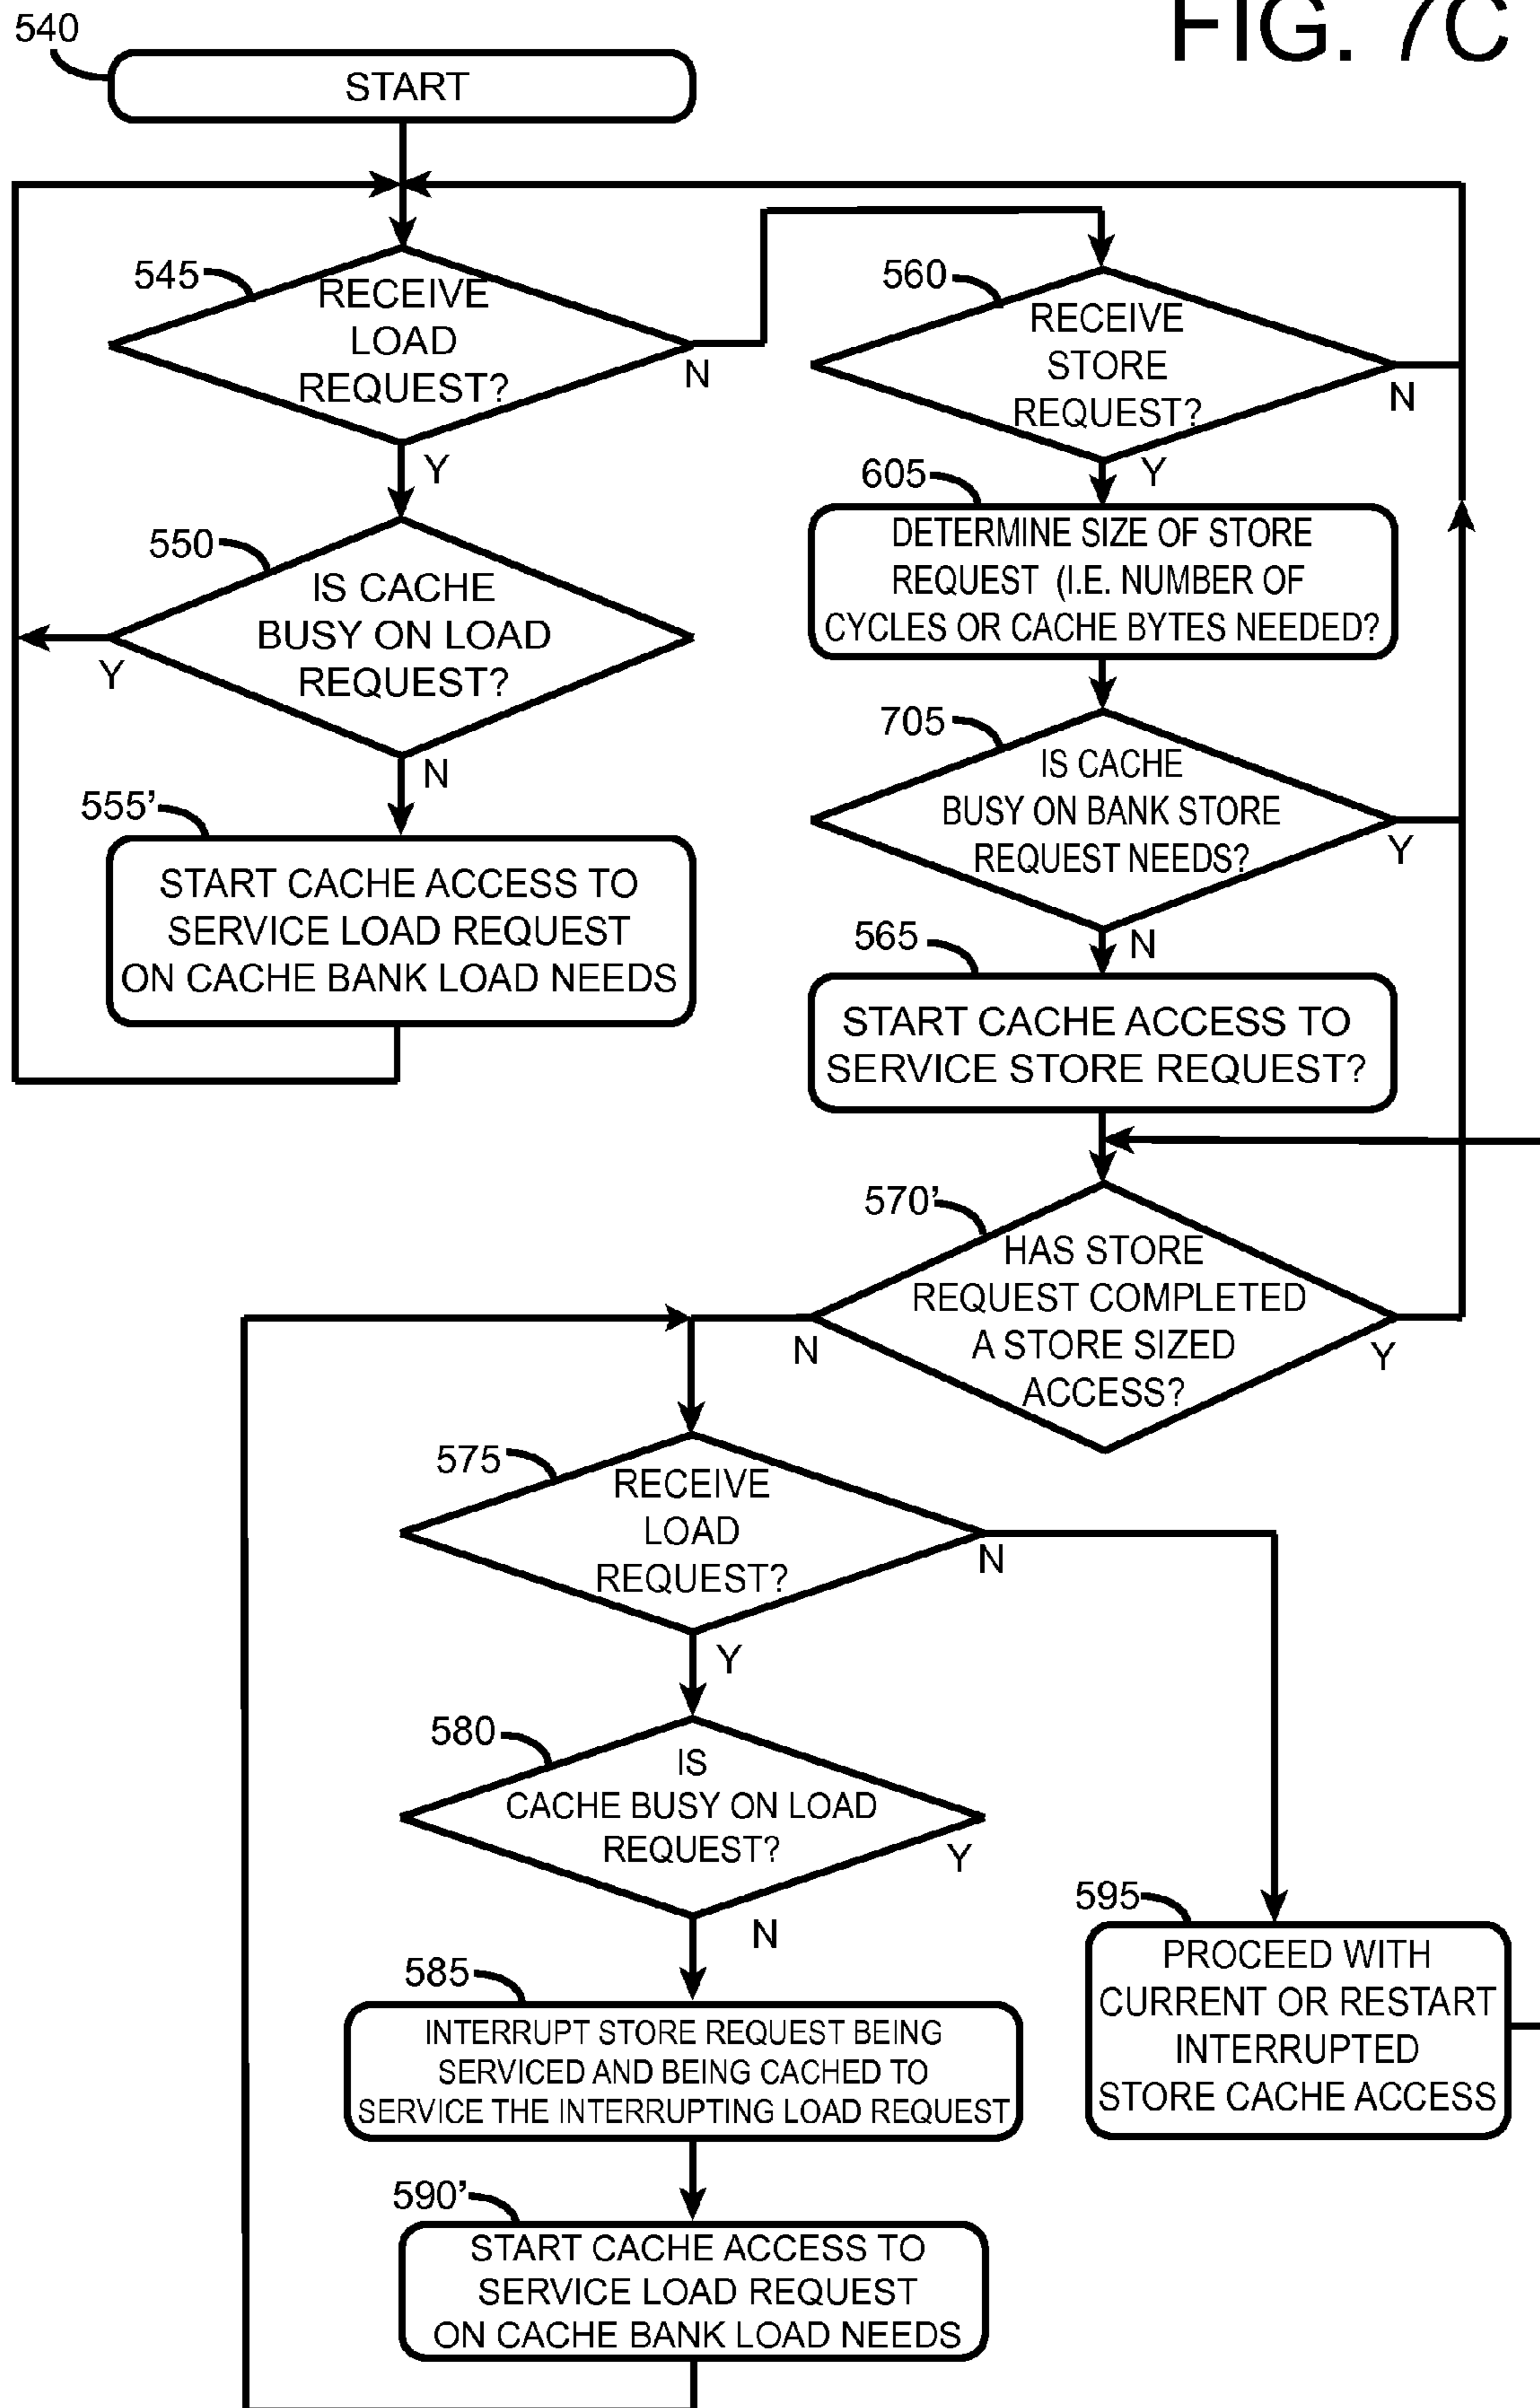 FIG. 7C
540
START
545
RECEIVE
LOAD
REQUEST?
N
Y
550
IS CACHE
BUSY ON LOAD
REQUEST?
Y
N
555’
START CACHE ACCESS TO
SERVICE LOAD REQUEST
ON CACHE BANK LOAD NEEDS
560
RECEIVE
STORE
REQUEST?
N
Y
605
DETERMINE SIZE OF STORE
REQUEST (I.E. NUMBER OF
CYCLES OR CACHE BYTES NEEDED?
705
IS CACHE
BUSY ON BANK STORE
REQUEST NEEDS?
Y
N
565
START CACHE ACCESS TO
SERVICE STORE REQUEST?
570’
HAS STORE
REQUEST COMPLETED
A STORE SIZED
ACCESS?
N
Y
575
RECEIVE
LOAD
REQUEST?
N
Y
580
IS
CACHE BUSY ON LOAD
REQUEST?
Y
N
585
INTERRUPT STORE REQUEST BEING
SERVICED AND BEING CACHED TO
SERVICE THE INTERRUPTING LOAD REQUEST
590’
START CACHE ACCESS TO
SERVICE LOAD REQUEST
ON CACHE BANK LOAD NEEDS
595
PROCEED WITH
CURRENT OR RESTART
INTERRUPTED
STORE CACHE ACCESS